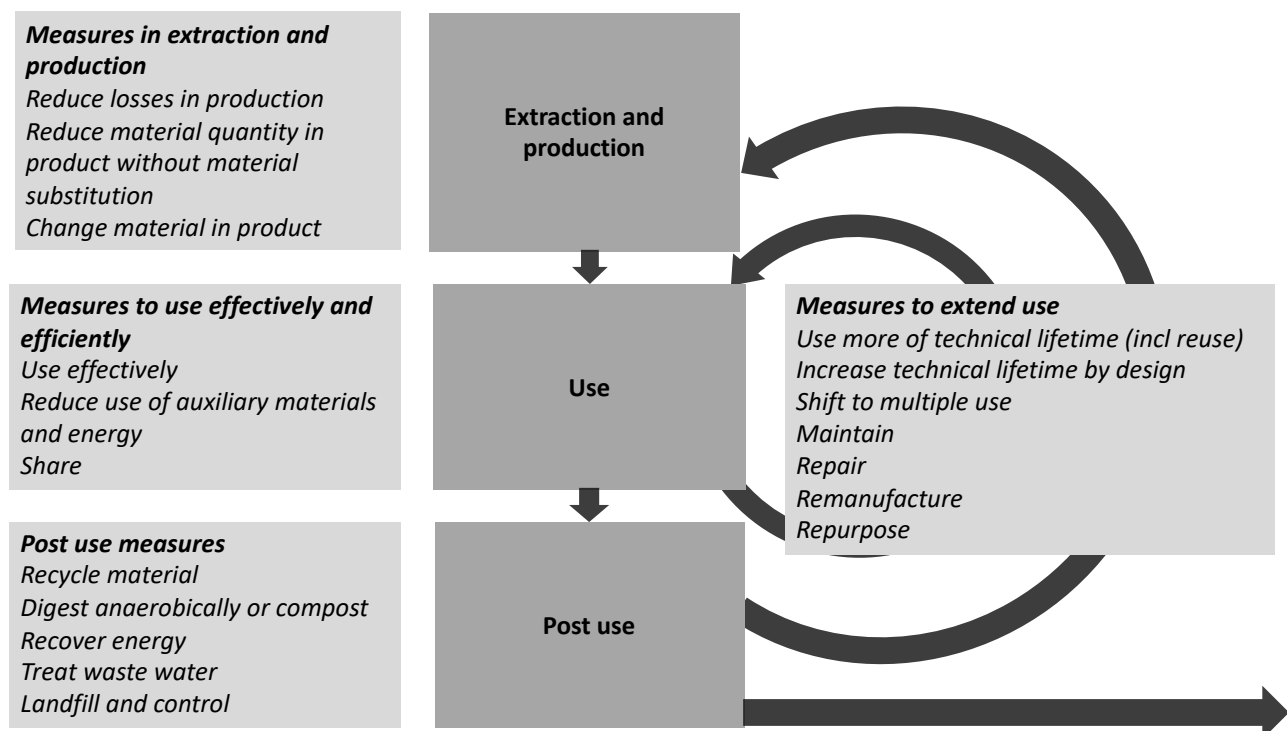 Measures in extraction and
production
Reduce losses in production
Reduce material quantity in
product without material
substitution
Change material in product
Extraction and
production
Measures to use effectively and
efficiently
Use effectively
Reduce use of auxiliary materials
and energy
Share
Use
Measures to extend use
Use more of technical lifetime (incl reuse)
Increase technical lifetime by design
Shift to multiple use
Maintain
Repair
Remanufacture
Repurpose
Post use measures
Recycle material
Digest anaerobically or compost
Recover energy
Treat waste water
Landfill and control
Post use